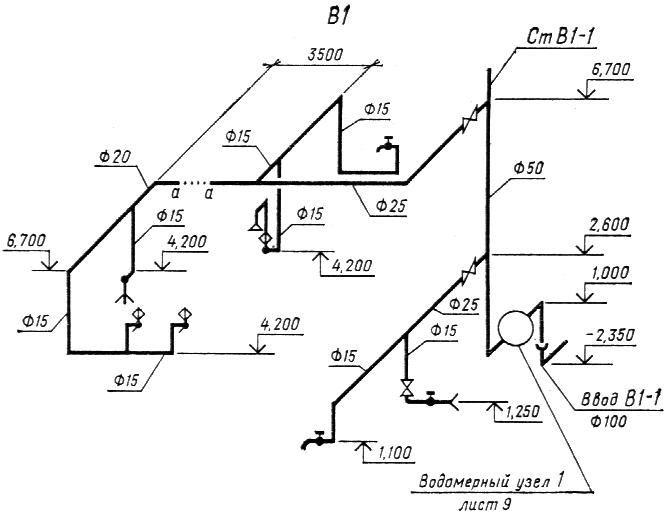 В1
Ст В1-1
3500
6,700
Ф15
Ф15
Ф20
Ф50
а а
Ф15
Ф15
Ф25
6,700
4,200
4,200
2,600
1,000
Ф25
Ф15
Ф15
4,200
Ф15
-2,350
Ф15
Ввод В1-1
Ф100
1,250
1,100
Водомерный узел 1
лист 9